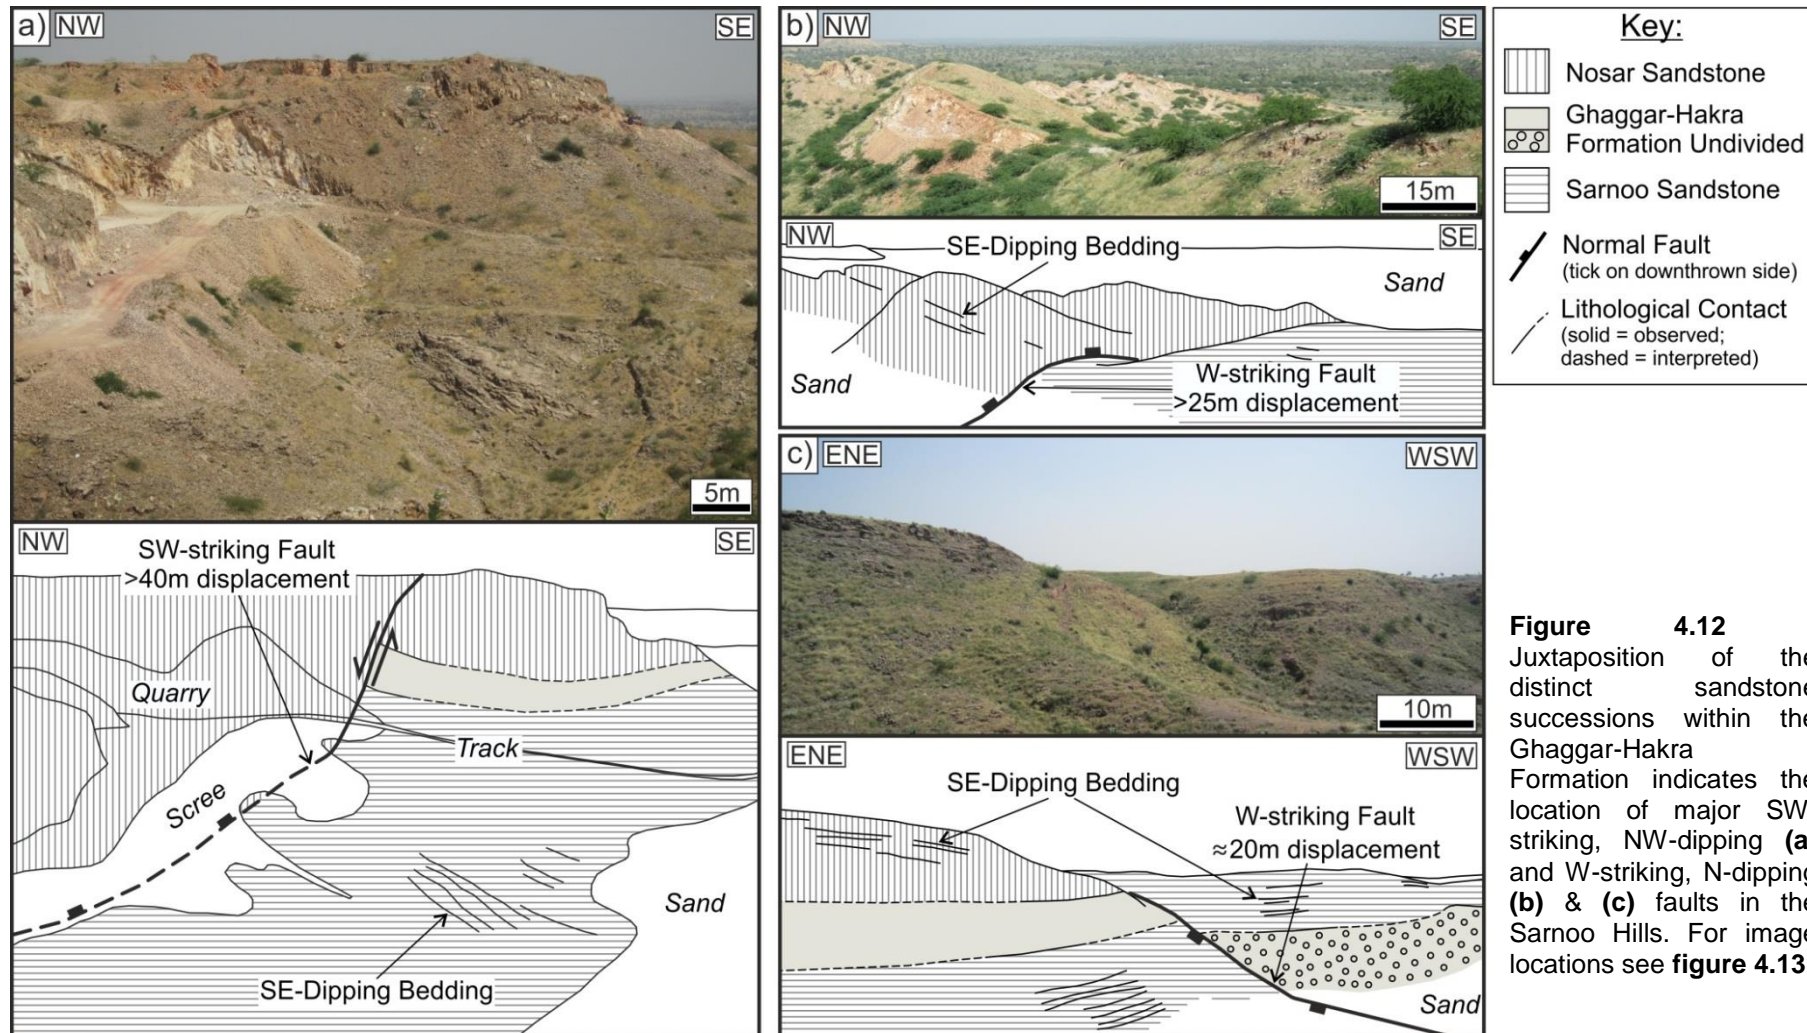 a) NW
SE
5m
NW
SE
SW-striking Fault
>40m displacement
Quarry
Track
Scree
Sand
SE-Dipping Bedding
b) NW
SE
15m
NW
SE
SE-Dipping Bedding
Sand
Sand
W-striking Fault
>25m displacement
c) ENE
WSW
10m
ENE
WSW
SE-Dipping Bedding
W-striking Fault
≈20m displacement
Sand
Key:
Nosar Sandstone
Ghaggar-Hakra
Formation Undivided
Sarnoo Sandstone
Normal Fault
(tick on downthrown side)
Lithological Contact
(solid = observed;
dashed = interpreted)
Figure 4.12
Juxtaposition of the
distinct sandstone
successions within the
Ghaggar-Hakra
Formation indicates the
location of major SW
striking, NW-dipping (a
and W-striking, N-dipping
(b) & (c) faults in the
Sarnoo Hills. For image
locations see figure 4.13